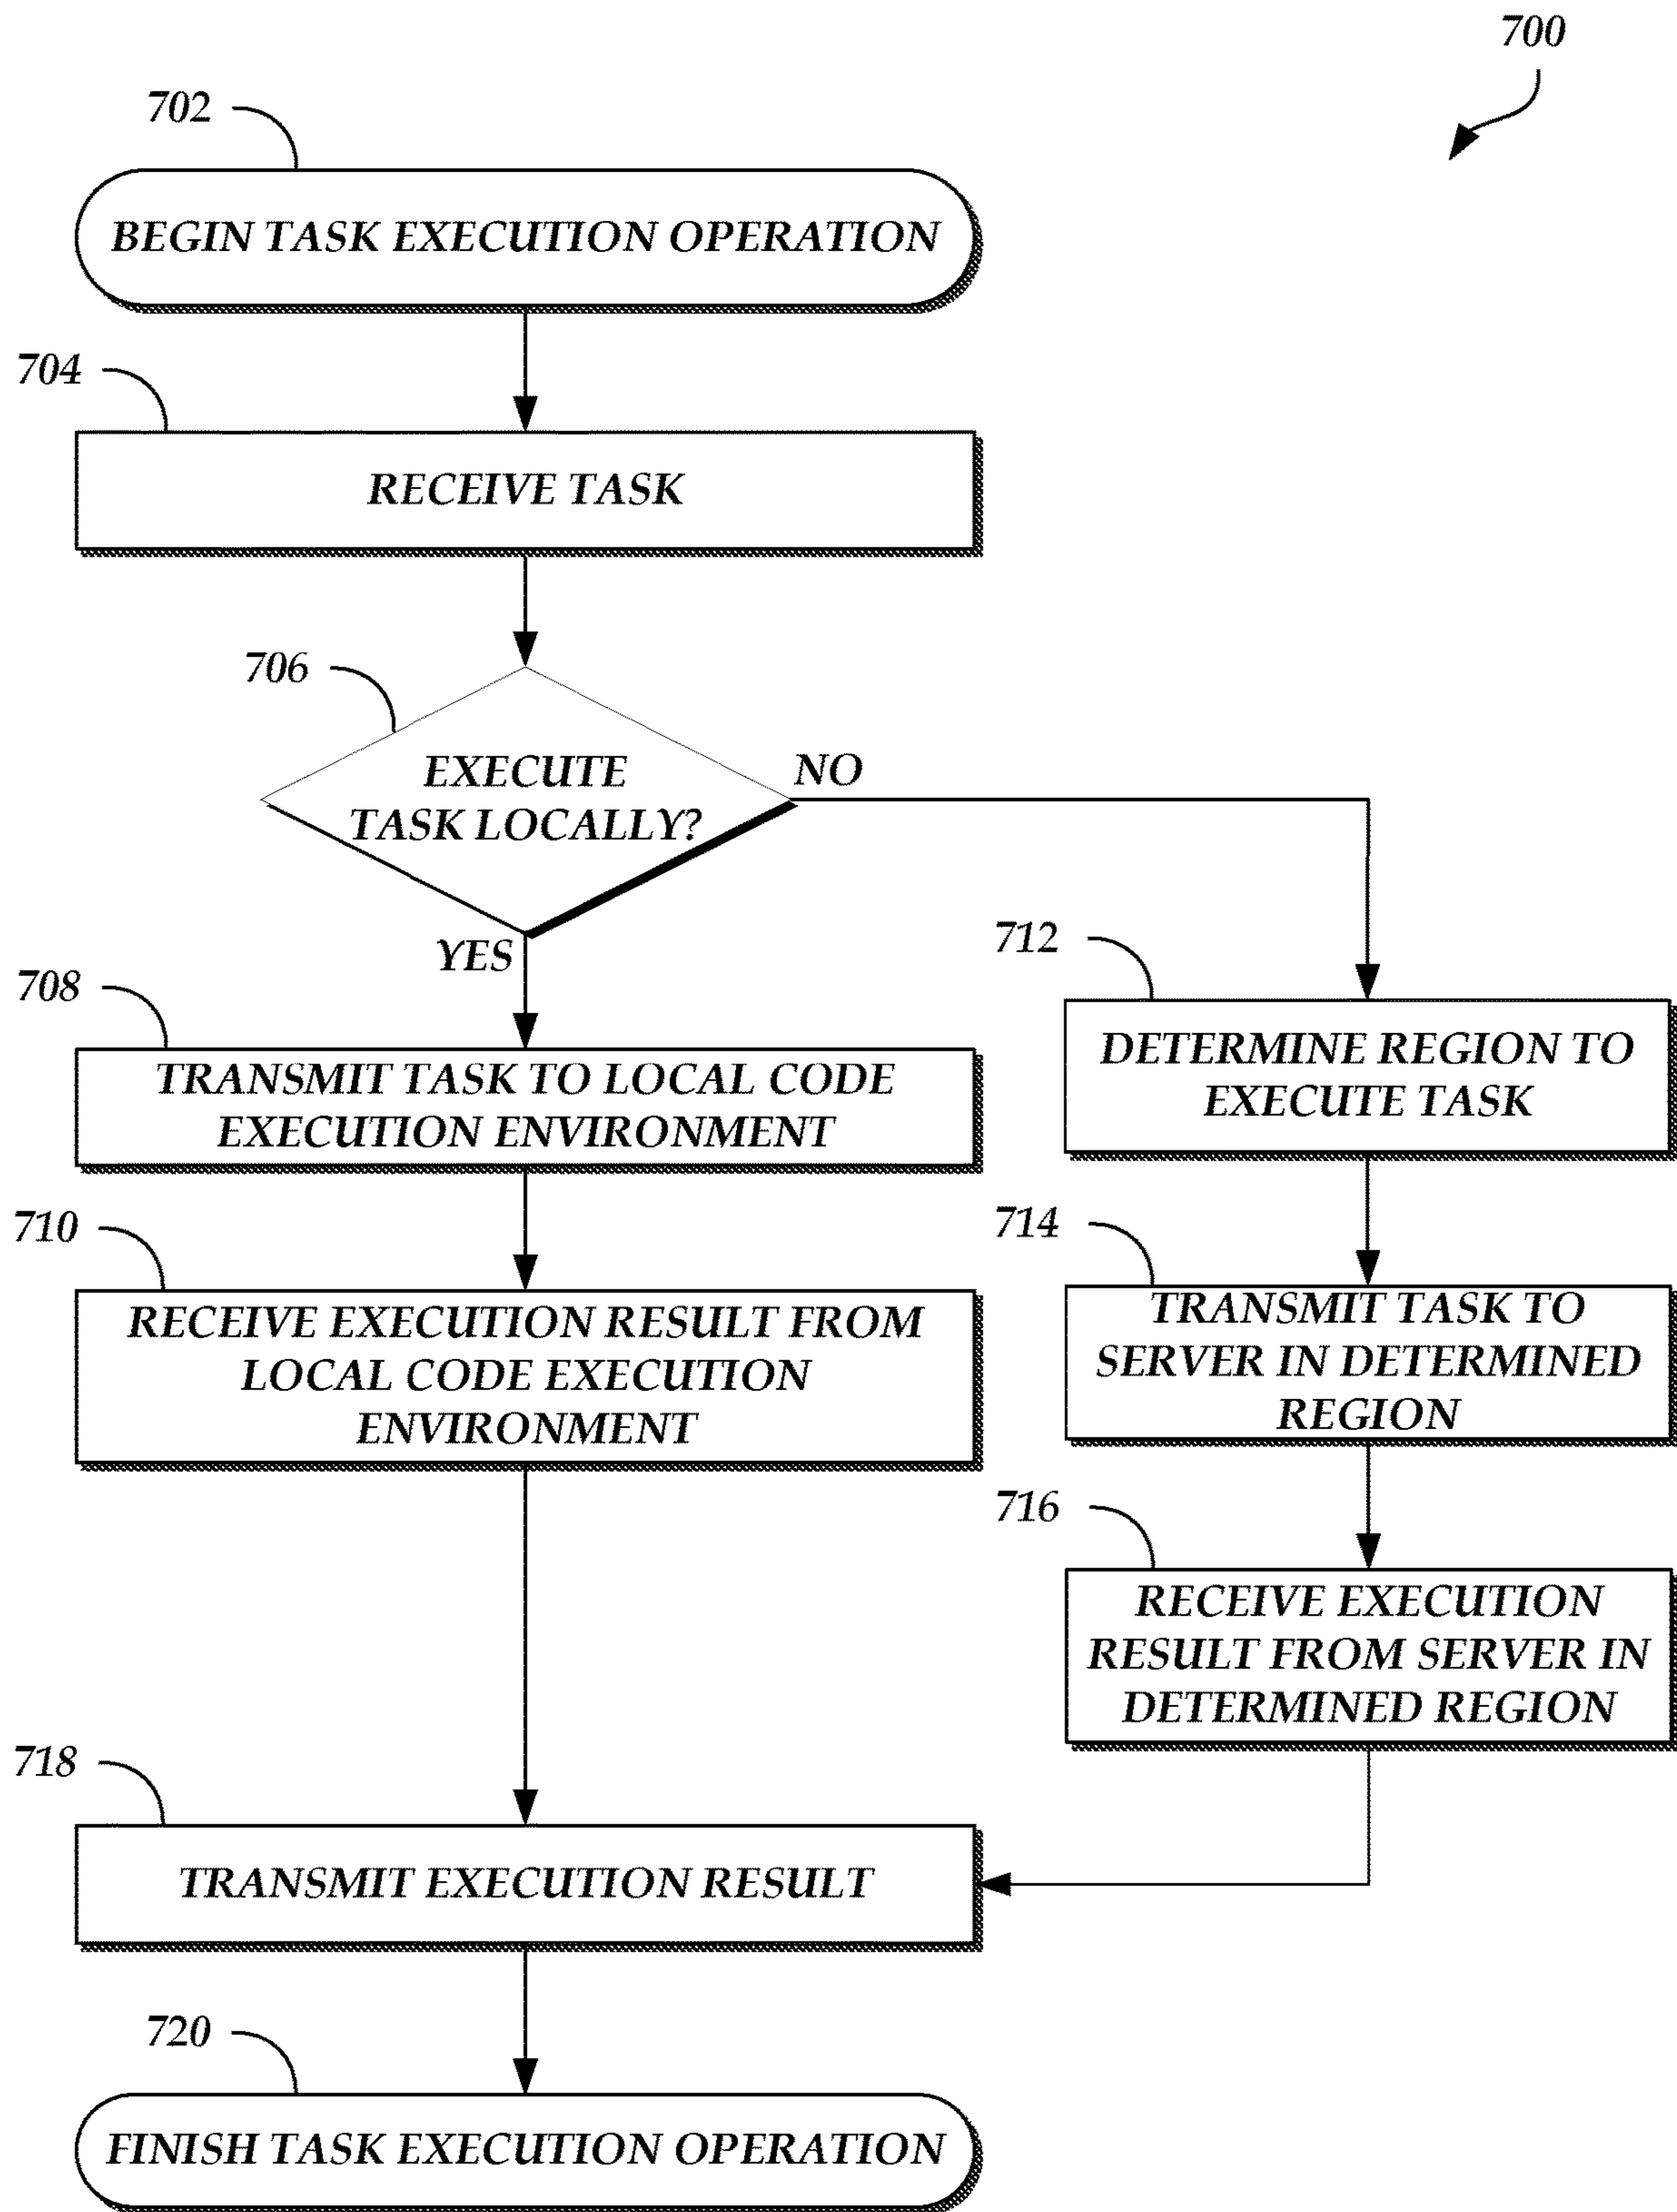 700
702
BEGIN TASK EXECUTION OPERATION
704
RECEIVE TASK
706
EXECUTE
TASK LOCALLY?
NO
YES
708
TRANSMIT TASK TO LOCAL CODE
EXECUTION ENVIRONMENT
710
RECEIVE EXECUTION RESULT FROM
LOCAL CODE EXECUTION
ENVIRONMENT
712
DETERMINE REGION TO
EXECUTE TASK
714
TRANSMIT TASK TO
SERVER IN DETERMINED
REGION
716
RECEIVE EXECUTION
RESULT FROM SERVER IN
DETERMINED REGION
718
TRANSMIT EXECUTION RESULT
720
FINISH TASK EXECUTION OPERATION